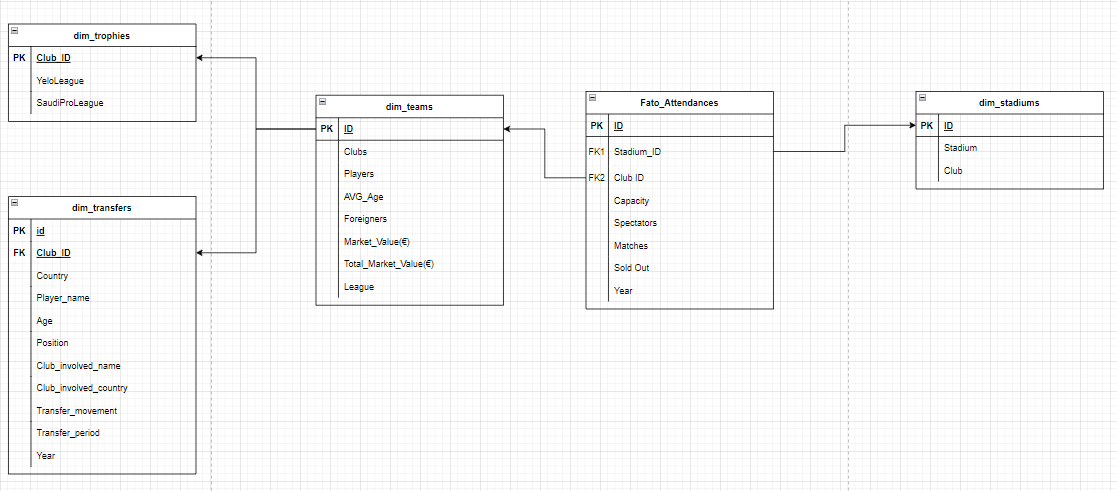 dim_trophies
PK Club_ID
YeloLeague
SaudiProLeague
dim_transfers
PK id
FK Club_ID
Country
Player_name
Age
Position
Club_involved_name
Club_involved_country
Transfer_movement
Transfer_period
Year
dim_teams
PK ID
Clubs
Players
AVG_Age
Foreigners
Market_Value(€)
Total_Market_Value(€)
League
Fato_Attendances
PK ID
FK1 Stadium_ID
FK2 Club ID
Capacity
Spectators
Matches
Sold Out
Year
dim_stadiums
PK ID
Stadium
Club